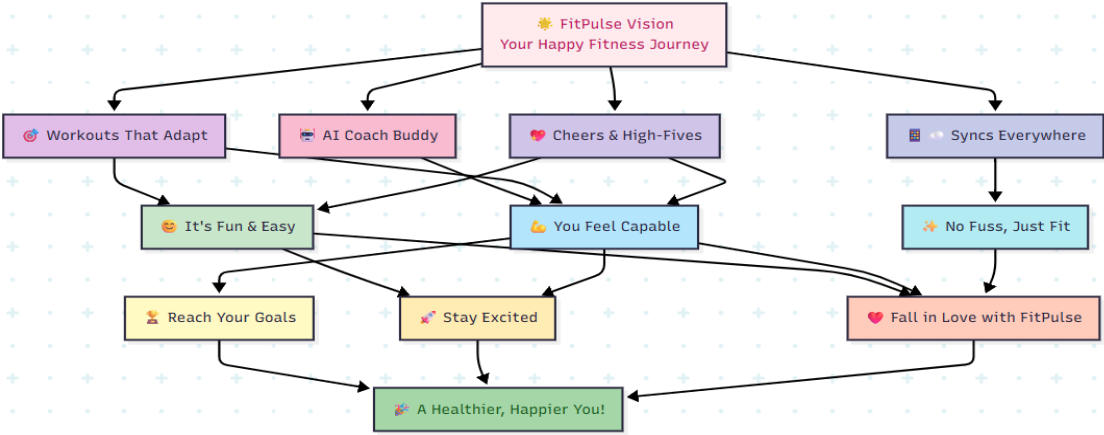 🌟 FitPulse Vision
Your Happy Fitness Journey
🎯 Workouts That Adapt
🤖 AI Coach Buddy
💖 Cheers & High-Fives
📱 ☁️ Syncs Everywhere
😊 It's Fun & Easy
💪 You Feel Capable
✨ No Fuss, Just Fit
🏆 Reach Your Goals
🚀 Stay Excited
❤️ Fall in Love with FitPulse
🎉 A Healthier, Happier You!